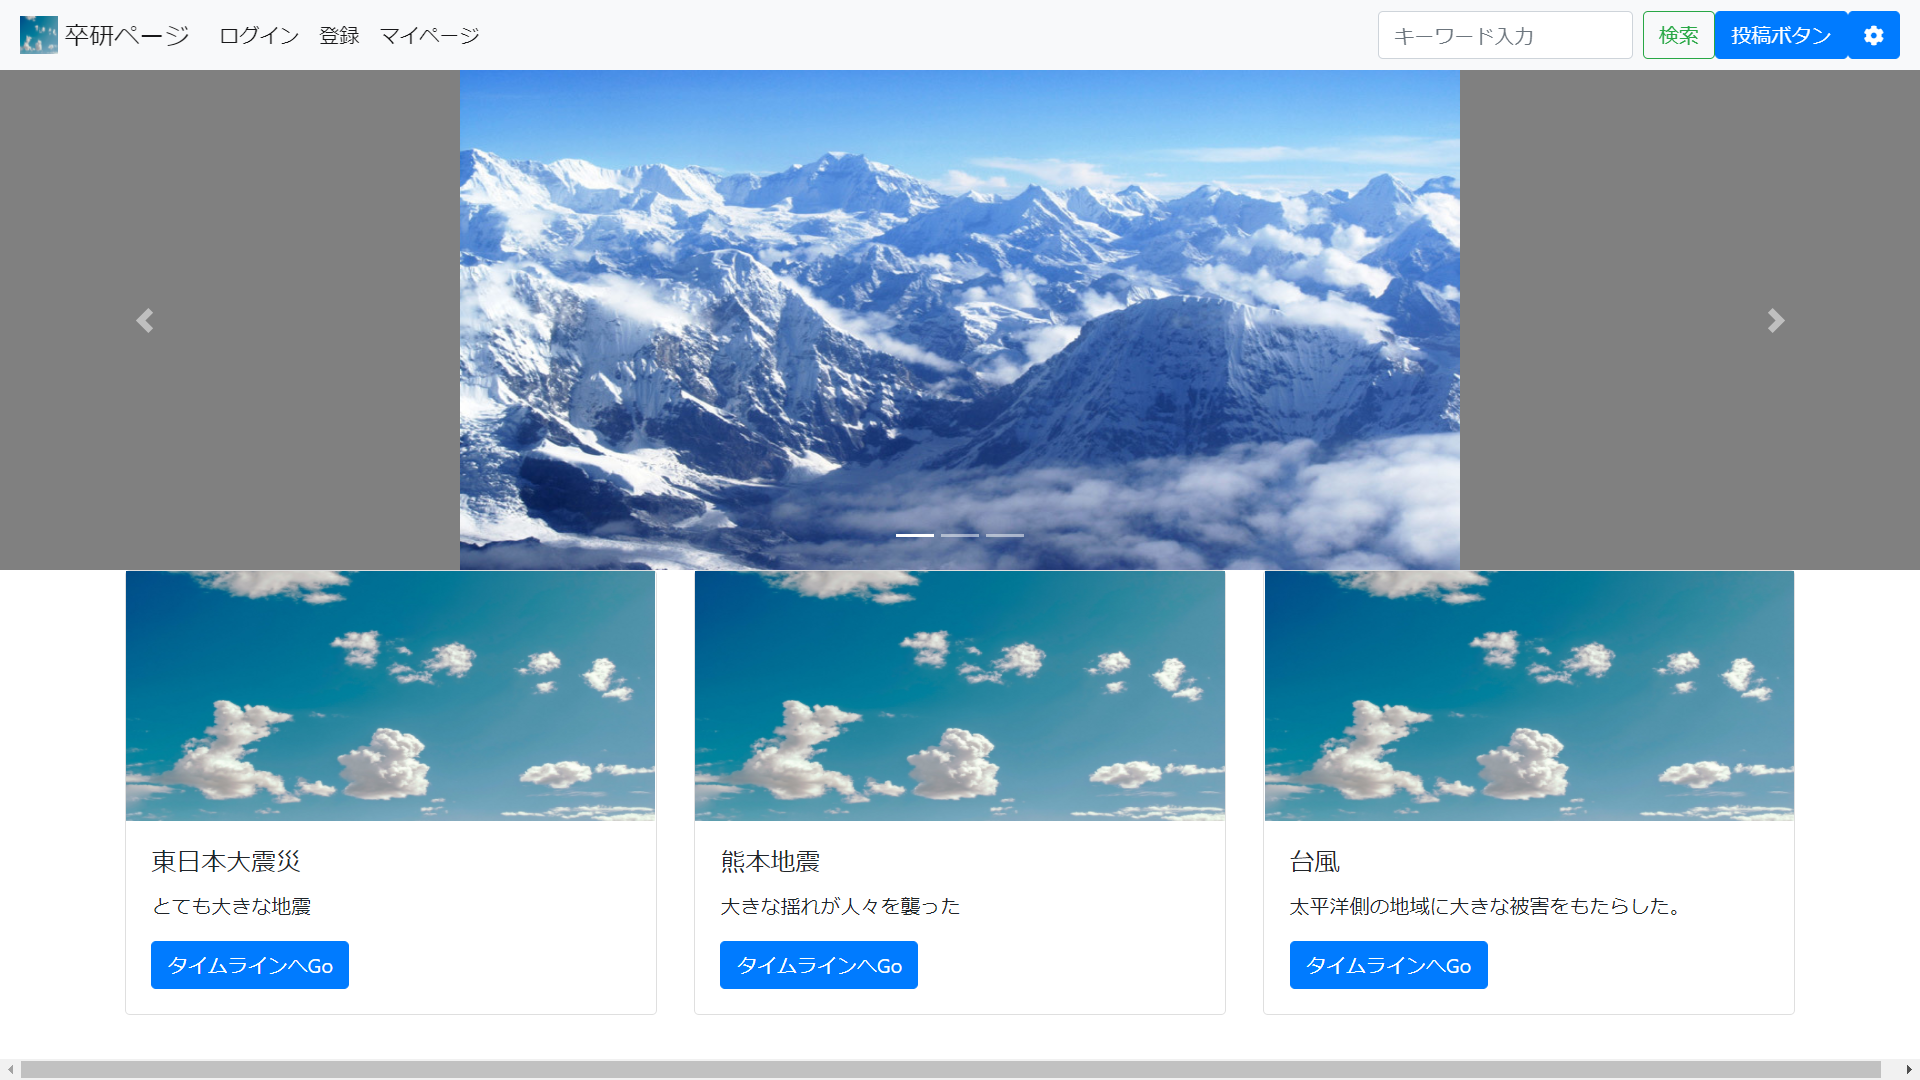 卒研ページ ログイン 登録 マイページ キーワード入力 検索 投稿ボタン
東日本大震災
とても大きな地震
タイムラインへGo
熊本地震
大きな揺れが人々を襲った
タイムラインへGo
台風
太平洋側の地域に大きな被害をもたらした。
タイムラインへGo